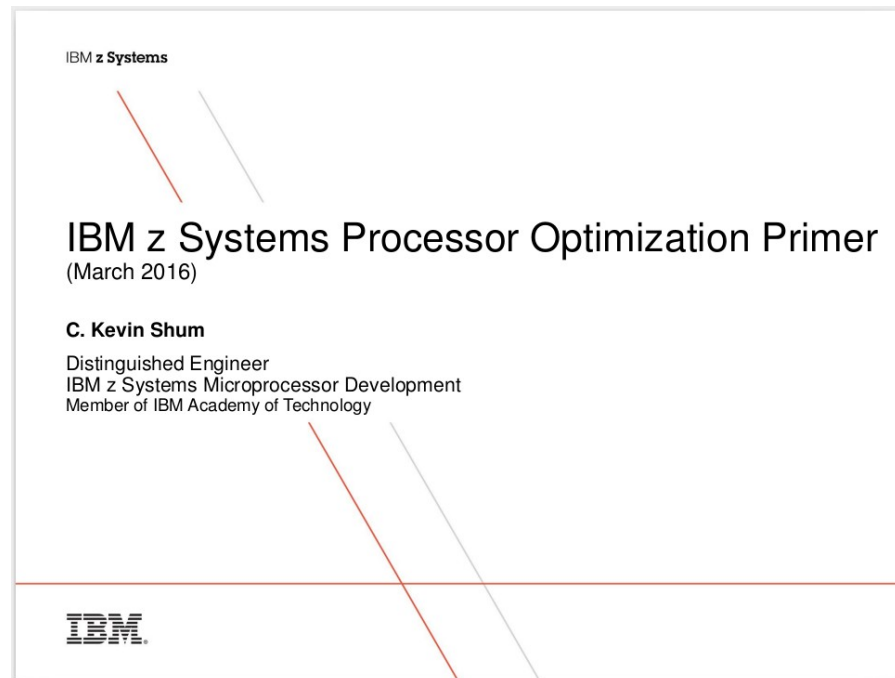 IBM z Systems
IBM z Systems Processor Optimization Primer
(March 2016)
C. Kevin Shum
Distinguished Engineer
IBM z Systems Microprocessor Development
Member of IBM Academy of Technology
IBM®